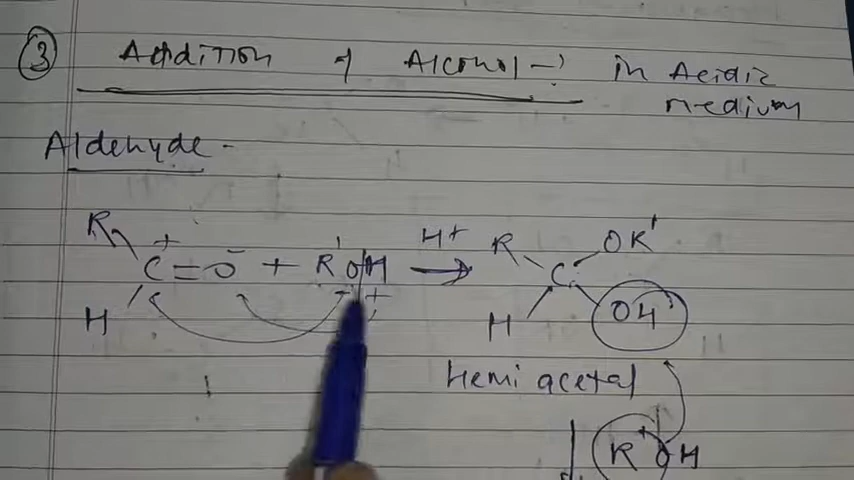 ③ Addition of Alcohol → in Acidic
medium
Aldehyde -
R + - ' H+ R OR'
C = O + R OH → C
- +
H H OH
Hemi acetal
R + OH